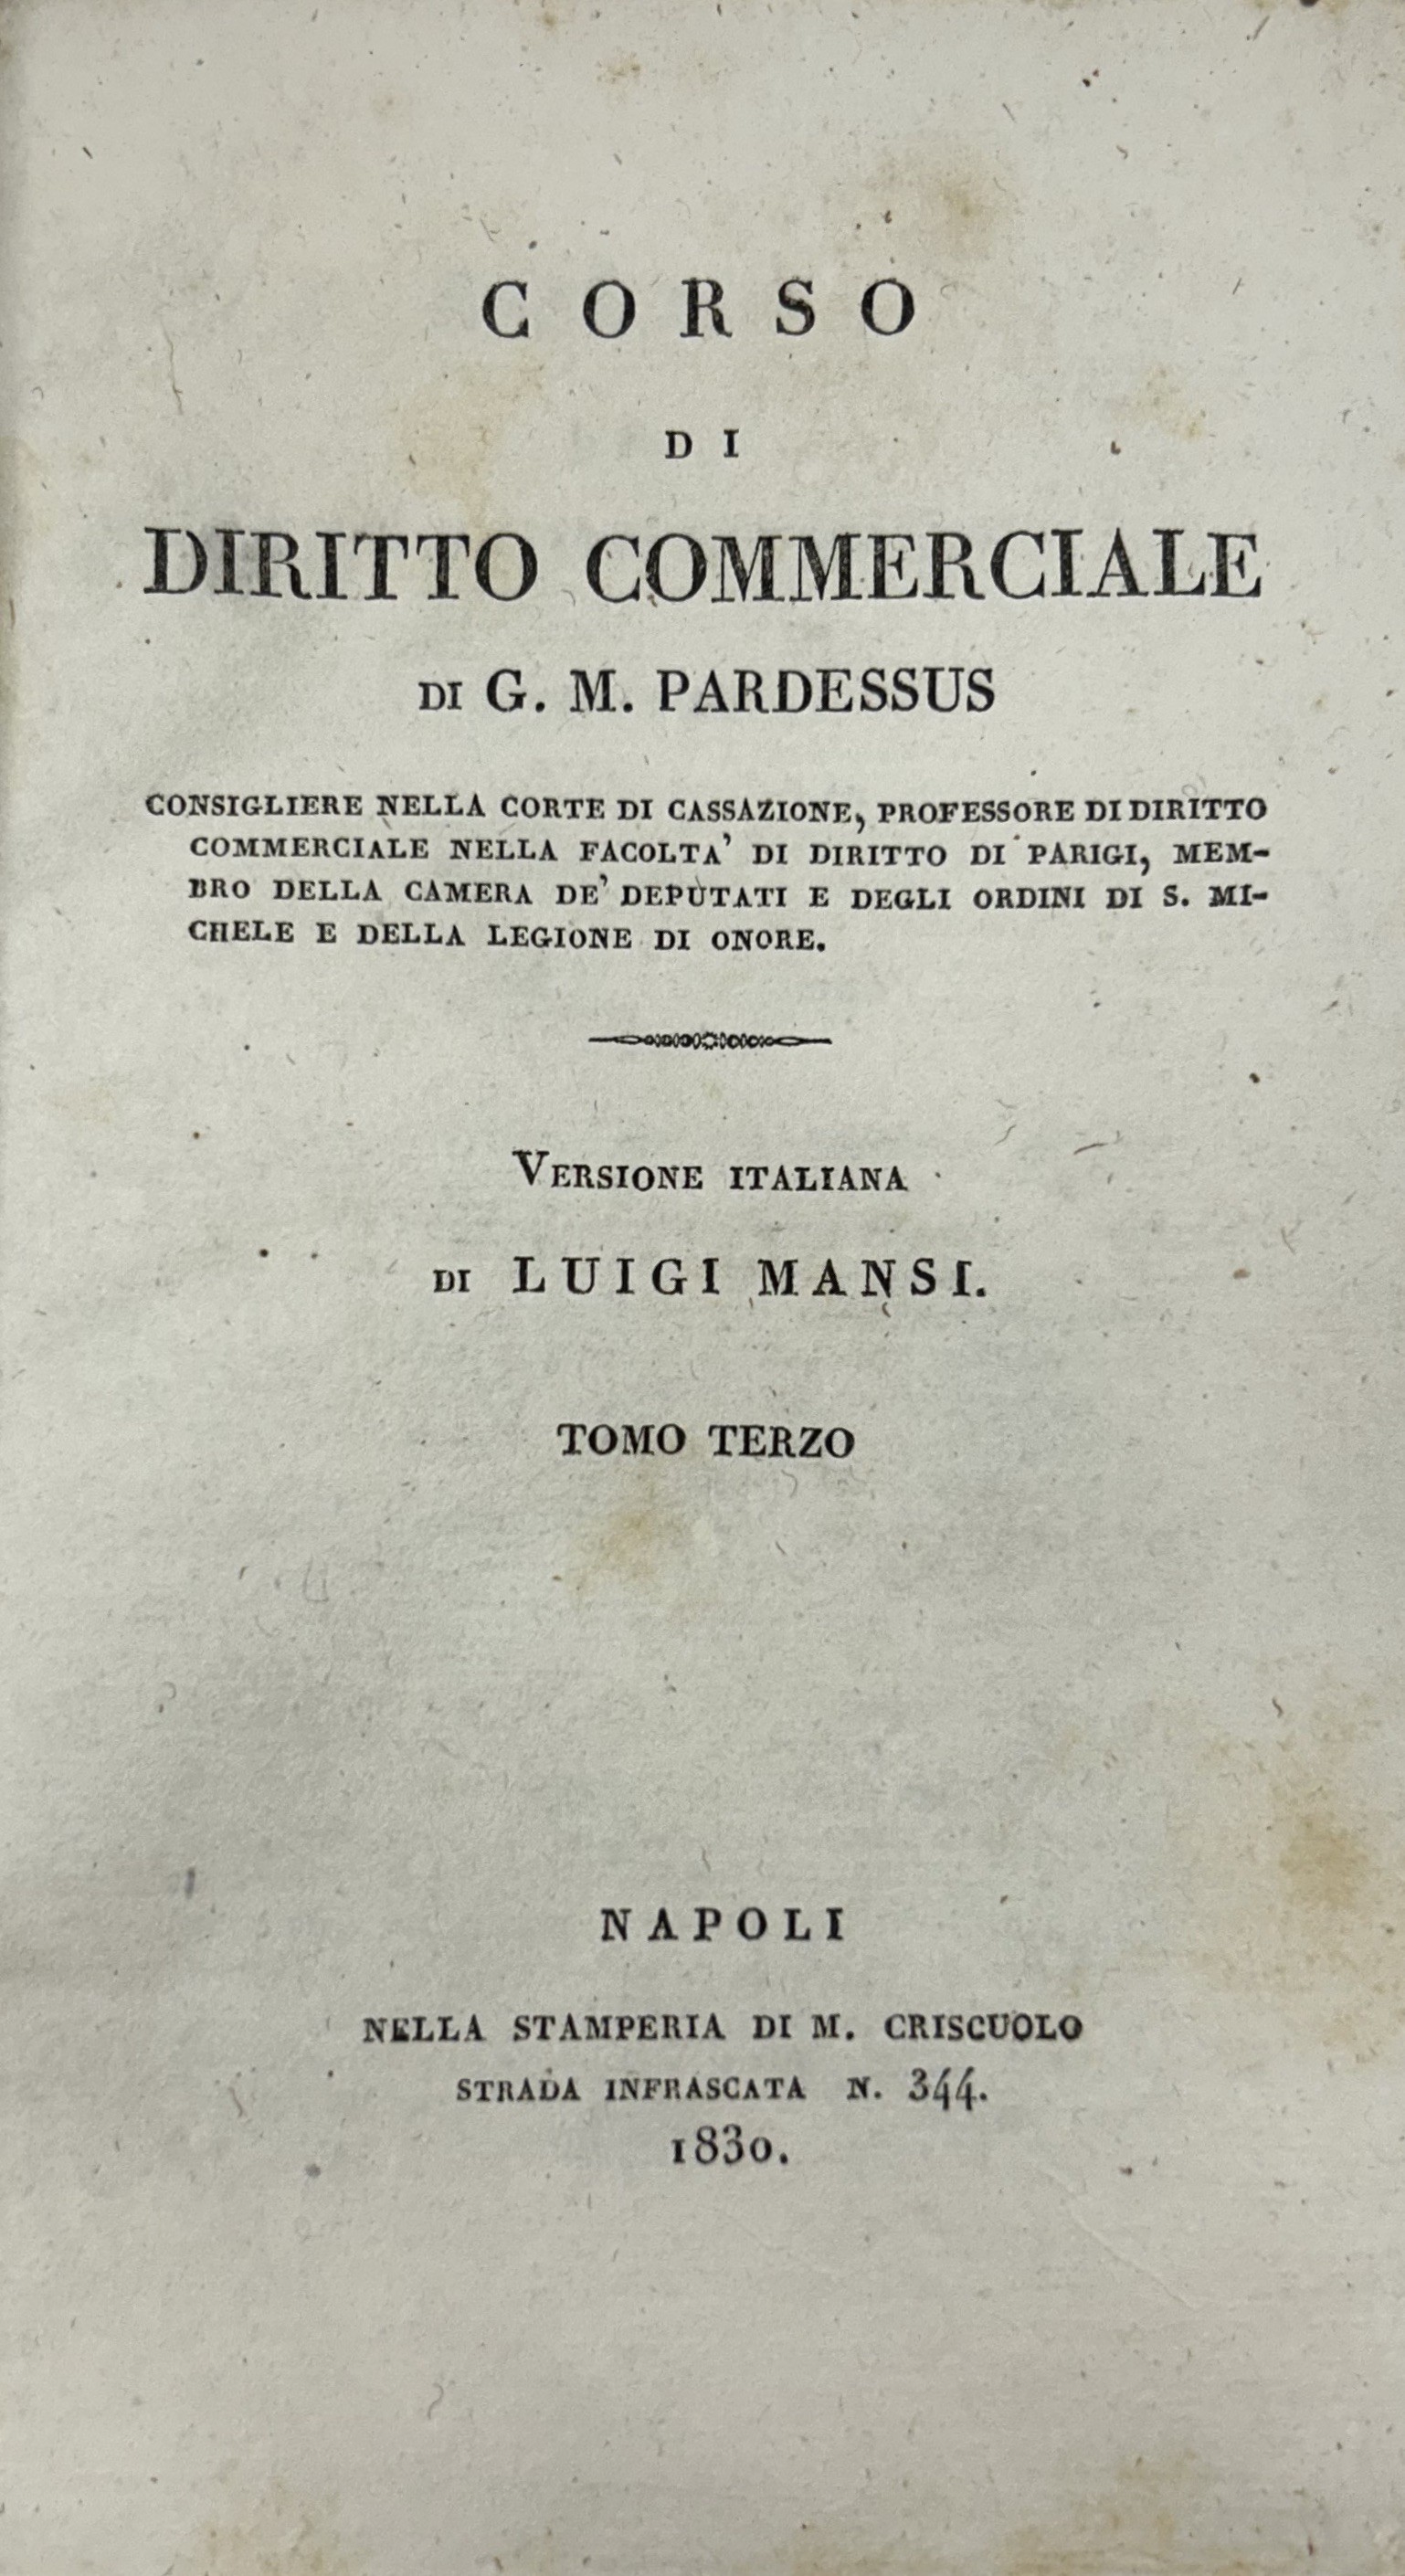 CORSO
DI
DIRITTO COMMERCIALE
DI G. M. PARDESSUS
CONSIGLIERE NELLA CORTE DI CASSAZIONE, PROFESSORE DI DIRITTO
COMMERCIALE NELLA FACOLTA' DI DIRITTO DI PARIGI, MEM-
BRO DELLA CAMERA DE' DEPUTATI E DEGLI ORDINI DI S. MI-
CHELE E DELLA LEGIONE DI ONORE.
VERSIONE ITALIANA
DI LUIGI MANSI.
TOMO TERZO
NAPOLI
NELLA STAMPERIA DI M. CRISCUOLO
STRADA INFRASCATA N. 344.
1830.